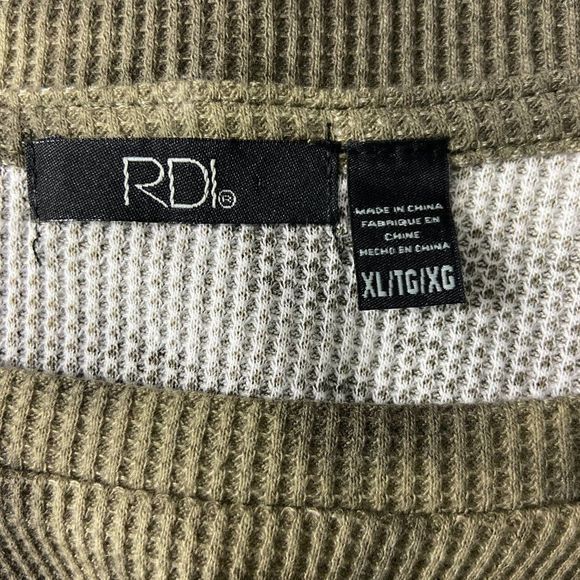 RDI®
MADE IN CHINA
FABRIQUE EN
CHINE
HECHO EN CHINA
XL/TG/XG